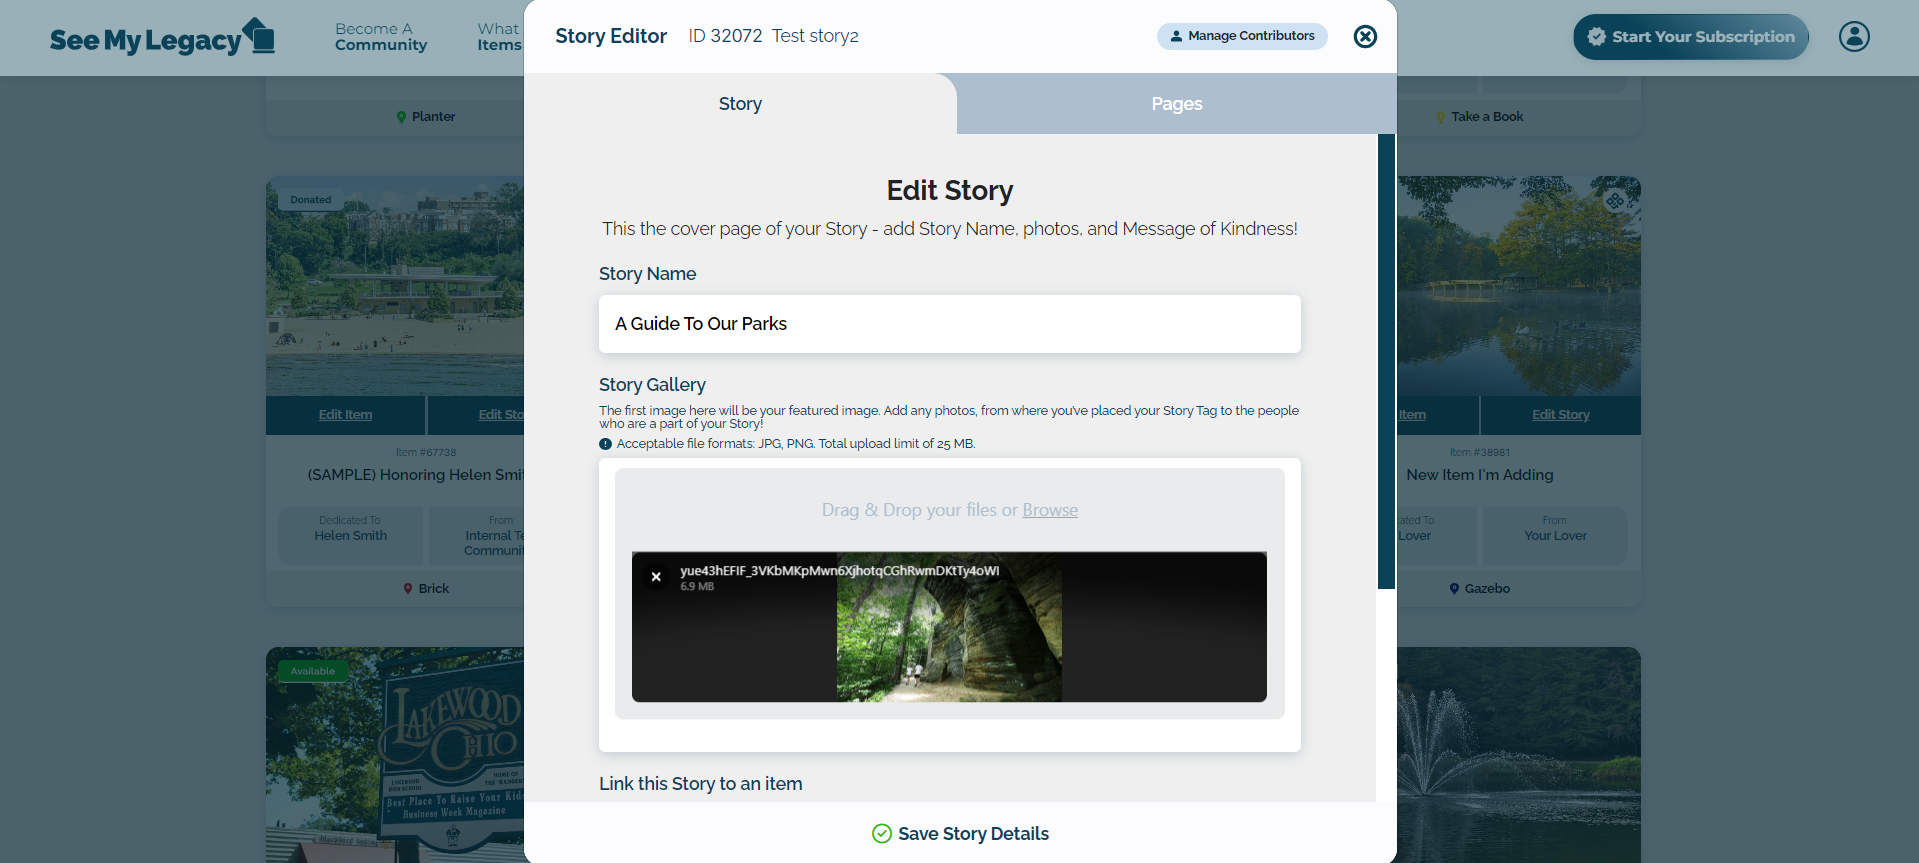 See My Legacy
Become A
Community
What
Items
Story Editor
ID 32072 Test story2
Manage Contributors
Start Your Subscription
Story
Pages
Planter
Take a Book
Edit Story
This the cover page of your Story - add Story Name, photos, and Message of Kindness!
Story Name
A Guide To Our Parks
Story Gallery
The first image here will be your featured image. Add any photos, from where you've placed your Story Tag to the people
who are a part of your Story!
Acceptable file formats: JPG, PNG. Total upload limit of 25 MB.
Drag & Drop your files or Browse
yue43hEFIF_3VKbMKpMwn6XjhotqCGhRwmDKtTy4oWI
6.9 MB
Link this Story to an item
Save Story Details
Donated
Edit Item
Edit Sto
Item #67738
(SAMPLE) Honoring Helen Smi
Dedicated To:
Helen Smith
From:
Internal Te
Communit
Brick
Item
Edit Story
Item #38981
New Item I'm Adding
cated To:
Lover
From:
Your Lover
Gazebo
Available
LAKEWOOD
OHIO
LAKEWOOD
HIGH SCHOOL
HOME OF
THE "RANGERS"
Best Place To Raise Your Kids
Business Week Magazine